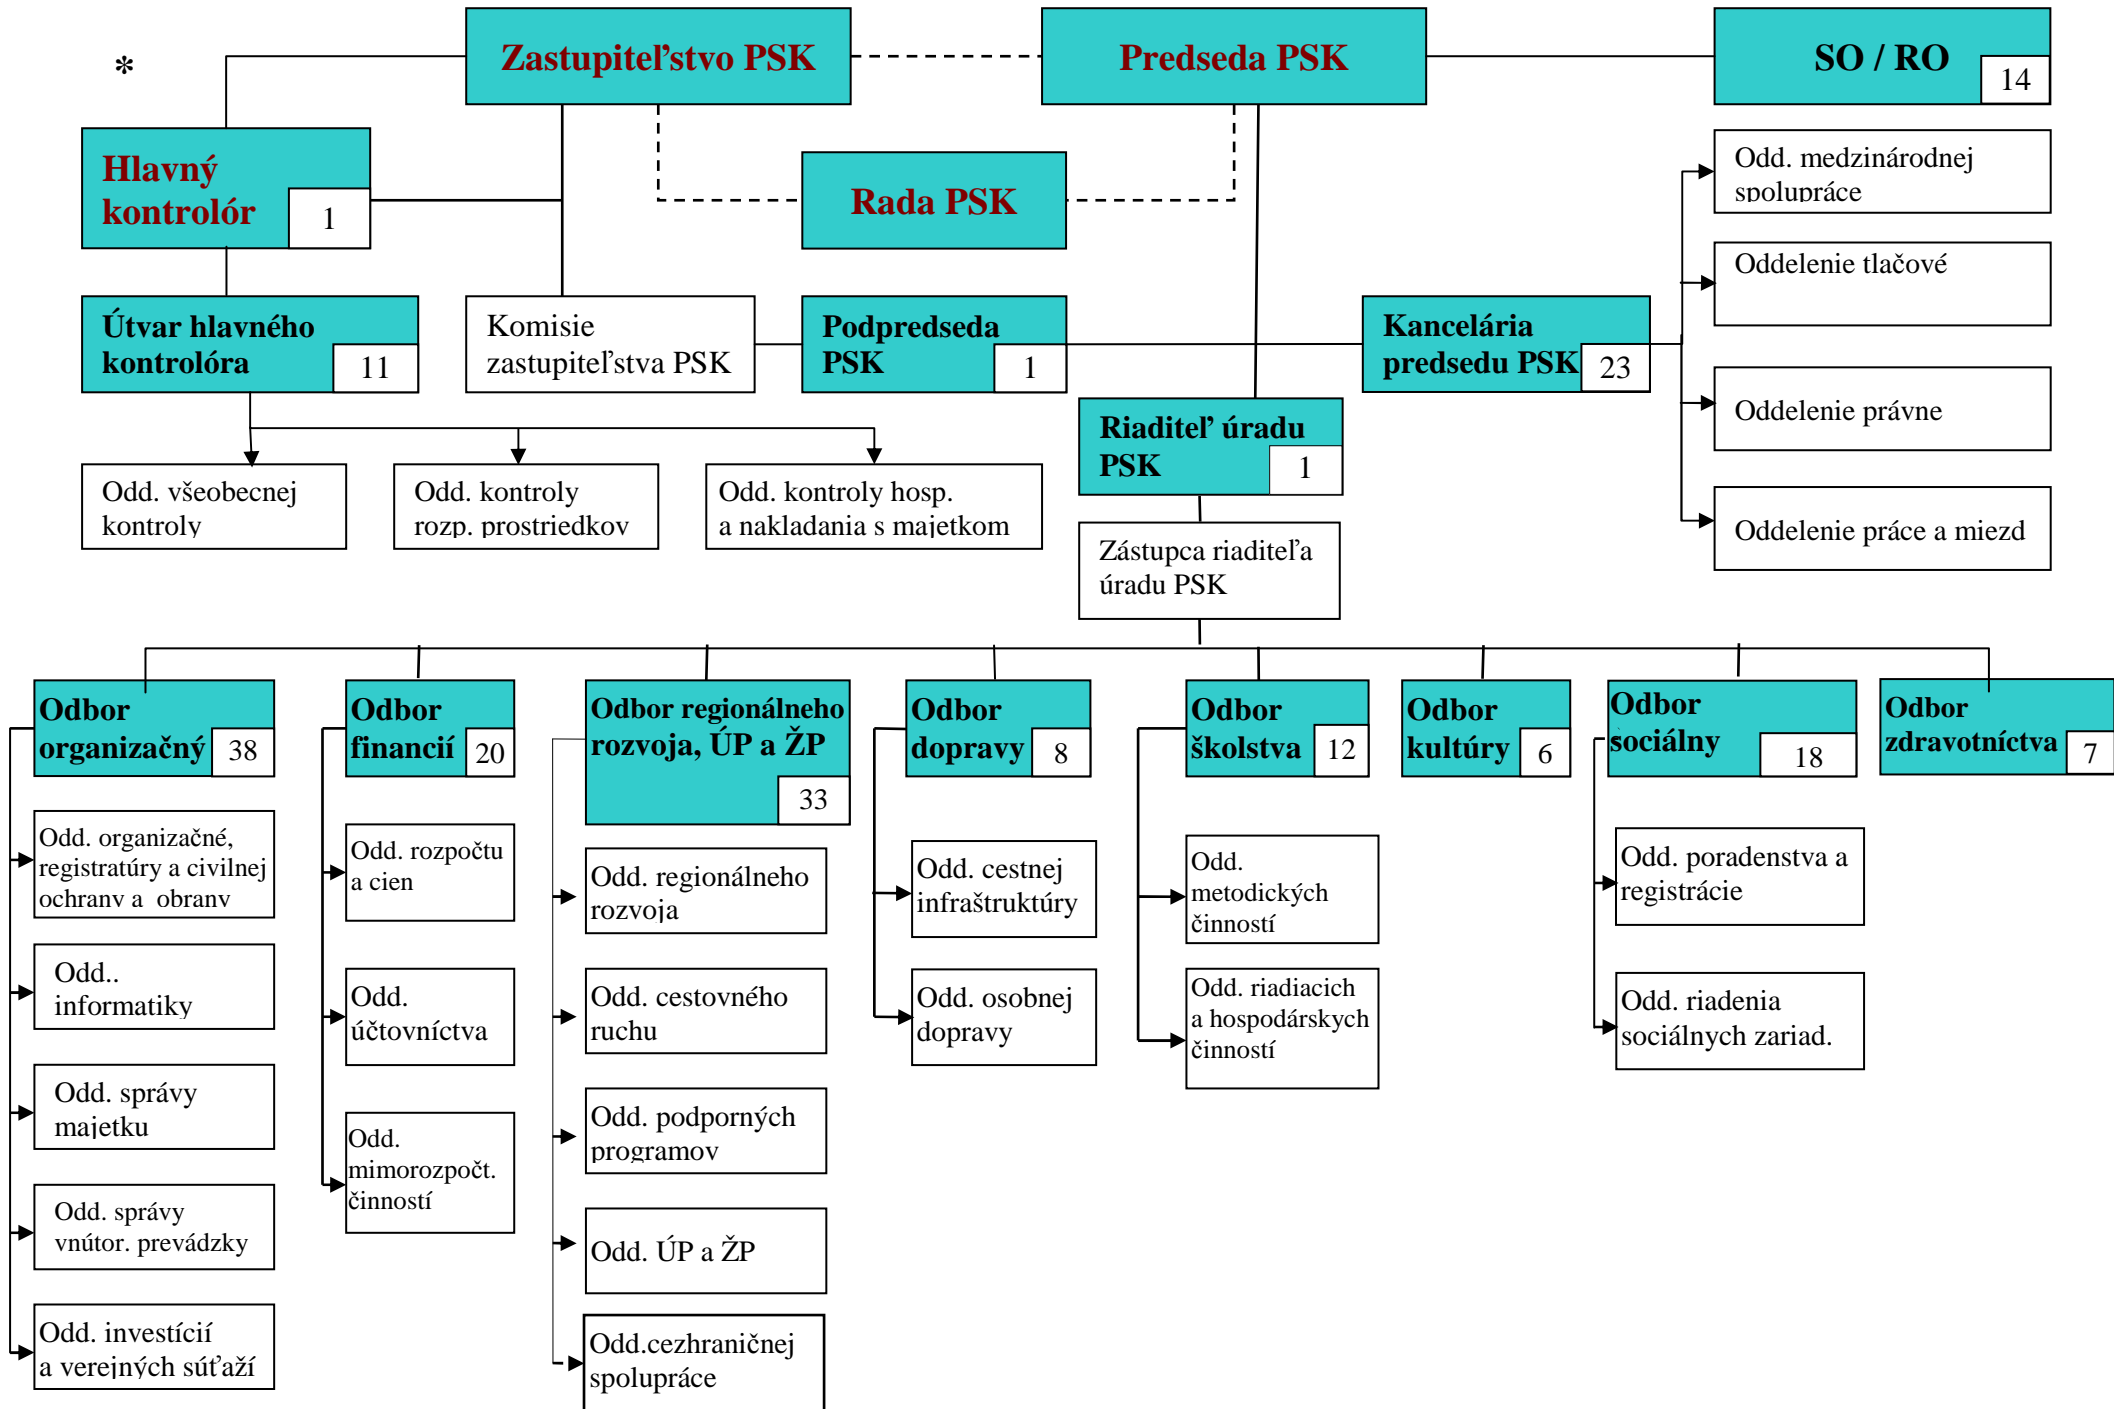 *
Zastupiteľstvo PSK
Predseda PSK
SO / RO
14
Hlavný
kontrolór
1
Rada PSK
Odd. medzinárodnej
spolupráce
Oddelenie tlačové
Útvar hlavného
kontrolóra
11
Komisie
zastupiteľstva PSK
Podpredseda
PSK
1
Kancelária
predsedu PSK
23
Oddelenie právne
Riaditeľ úradu
PSK
1
Odd. všeobecnej
kontroly
Odd. kontroly
rozp. prostriedkov
Odd. kontroly hosp.
a nakladania s majetkom
Oddelenie práce a miezd
Zástupca riaditeľa
úradu PSK
Odbor
organizačný
38
Odbor
financií
20
Odbor regionálneho
rozvoja, ÚP a ŽP
33
Odbor
dopravy
8
Odbor
školstva
12
Odbor
kultúry
6
Odbor
sociálny
18
Odbor
zdravotníctva
7
Odd. organizačné,
registratúry a civilnej
ochrany a obrany
Odd..
informatiky
Odd. správy
majetku
Odd. správy
vnútor. prevádzky
Odd. investícií
a verejných súťaží
Odd. rozpočtu
a cien
Odd.
účtovníctva
Odd.
mimorozpočt.
činností
Odd. regionálneho
rozvoja
Odd. cestovného
ruchu
Odd. podporných
programov
Odd. ÚP a ŽP
Odd.cezhraničnej
spolupráce
Odd. cestnej
infraštruktúry
Odd. osobnej
dopravy
Odd.
metodických
činností
Odd. riadiacich
a hospodárskych
činností
Odd. poradenstva a
registrácie
Odd. riadenia
sociálnych zariad.